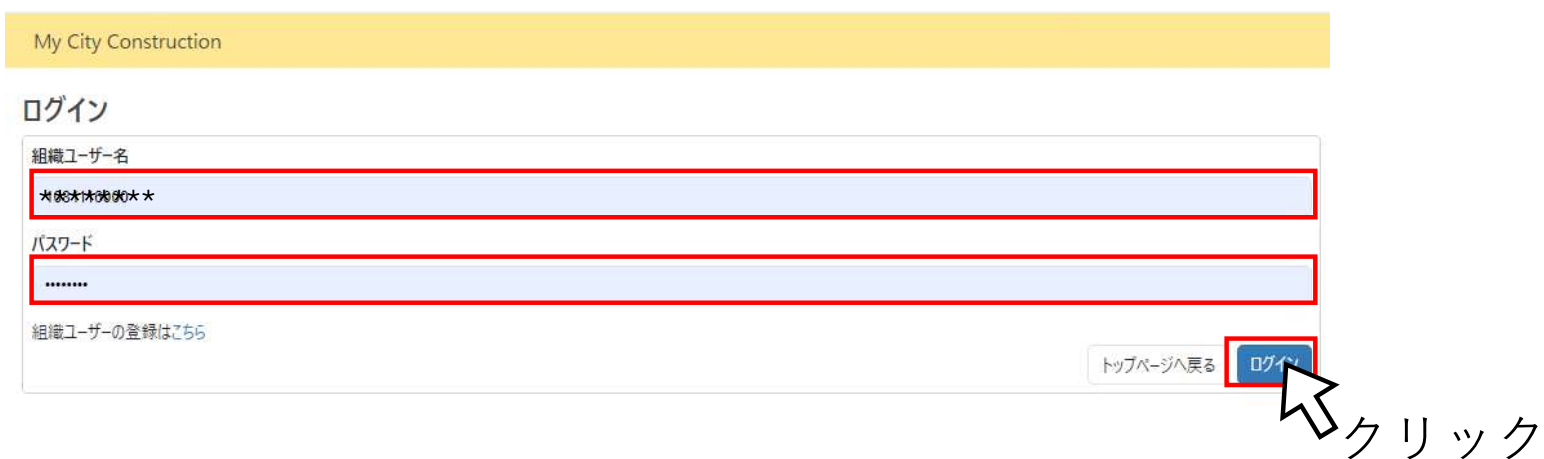 My City Construction
ログイン
組織ユーザー名
パスワード
········
組織ユーザーの登録はこちら
トップページへ戻る
ログイン
クリック